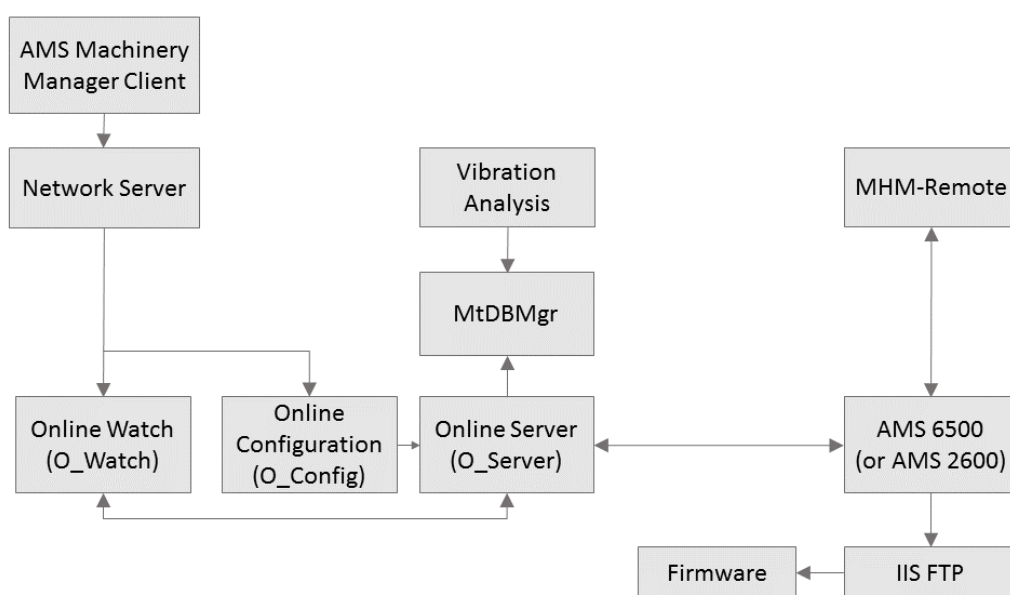 AMS Machinery
Manager Client
Network Server
Vibration
Analysis
MHM-Remote
MtDBMgr
Online Watch
(O_Watch)
Online
Configuration
(O_Config)
Online Server
(O_Server)
AMS 6500
(or AMS 2600)
Firmware
IIS FTP